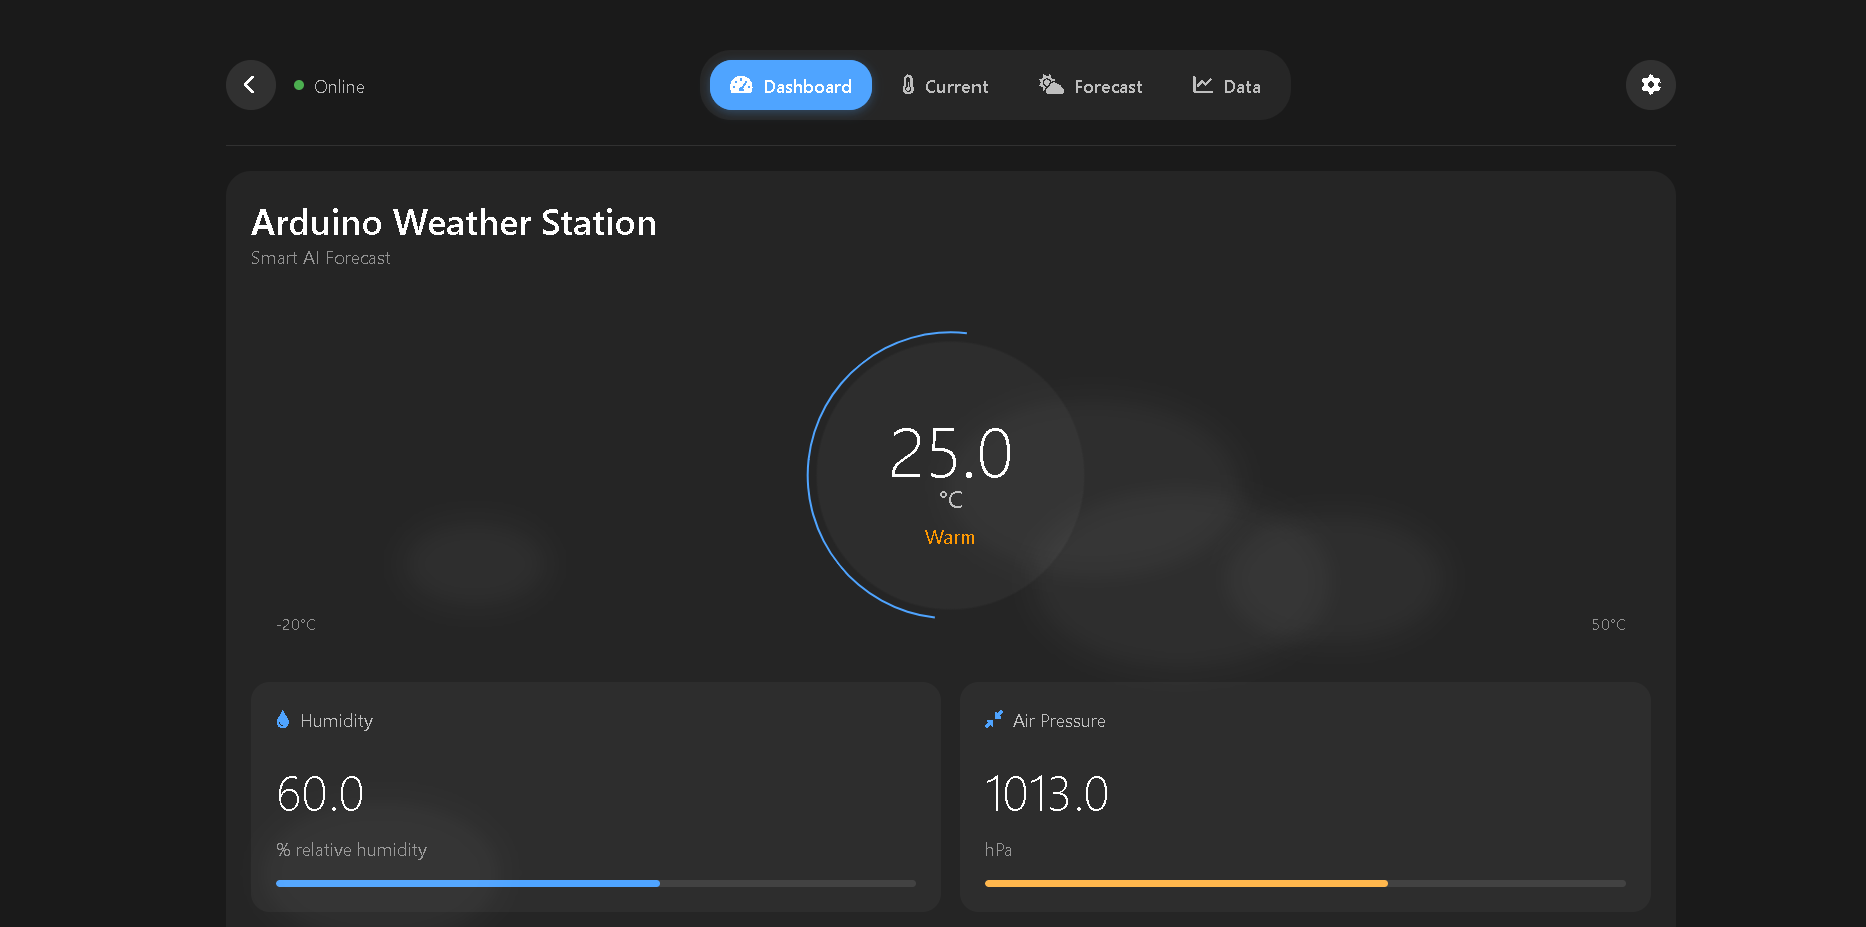 Online
Dashboard
Current
Forecast
Data
Arduino Weather Station
Smart AI Forecast
25.0
°C
Warm
-20°C
50°C
Humidity
60.0
% relative humidity
Air Pressure
1013.0
hPa